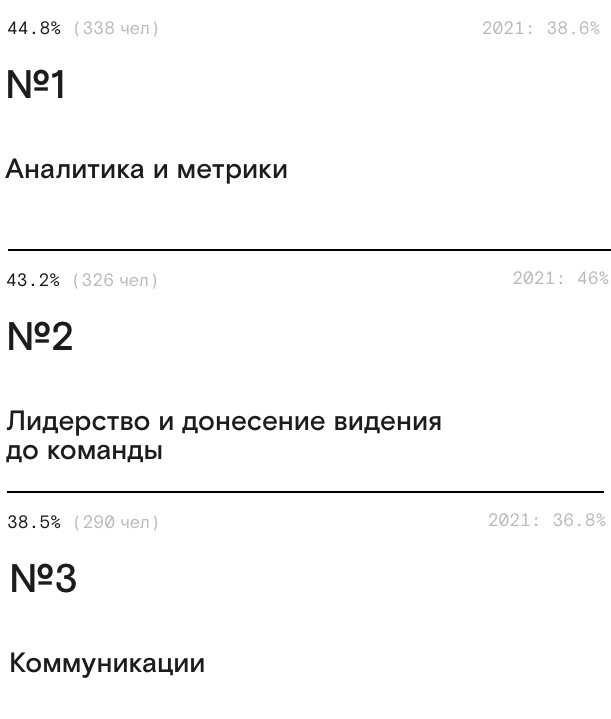 44.8% (338 чел) 2021: 38.6%
№1
Аналитика и метрики
43.2% (326 чел) 2021: 46%
№2
Лидерство и донесение видения
до команды
38.5% (290 чел) 2021: 36.8%
№3
Коммуникации